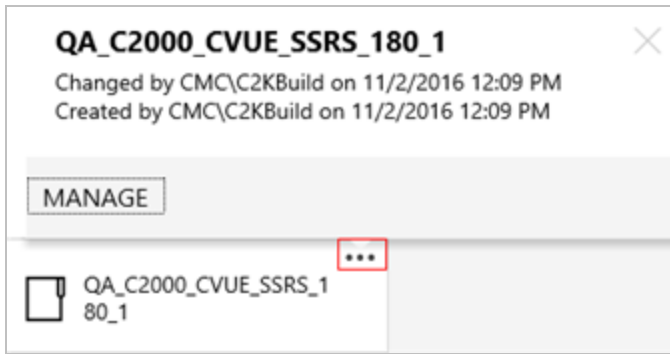 QA_C2000_CVUE_SSRS_180_1
Changed by CMC\C2KBuild on 11/2/2016 12:09 PM
Created by CMC\C2KBuild on 11/2/2016 12:09 PM
MANAGE
...
QA_C2000_CVUE_SSRS_1
80_1